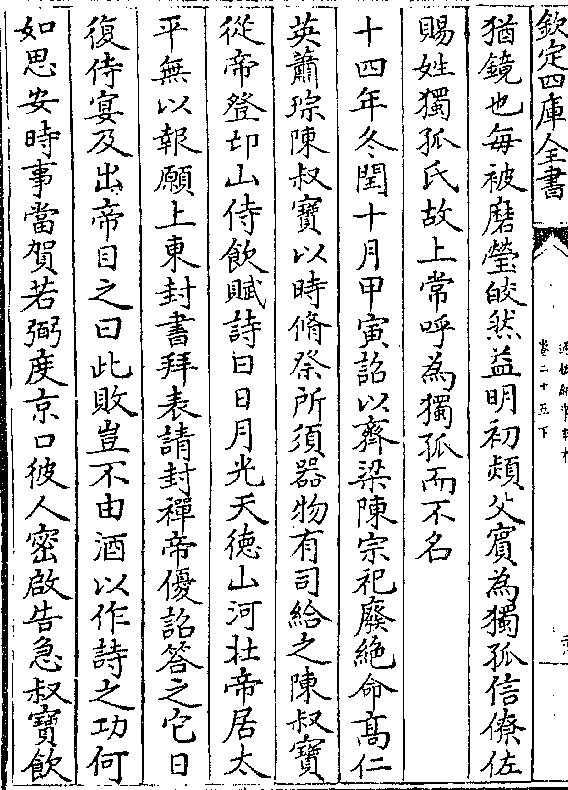 欽定四庫全書
卷二十五下
猶鏡也每被磨瑩皎然益明初熲父賓為獨孤信僚佐
賜姓獨孤氏故上常呼為獨孤而不名
十四年冬閏十月甲寅詔以齊梁陳宗祀廢絶命髙仁
英蕭琮陳叔寶以時脩祭所須器物有司給之陳叔寶
從帝登邙山侍飲賦詩曰日月光天德山河壯帝居太
平無以報願上東封書拜表請封禪帝優詔答之它日
復侍宴及出帝目之曰此敗豈不由酒以作詩之功何
如思安時事當賀若弼度京口彼人密啟告急叔寶飲